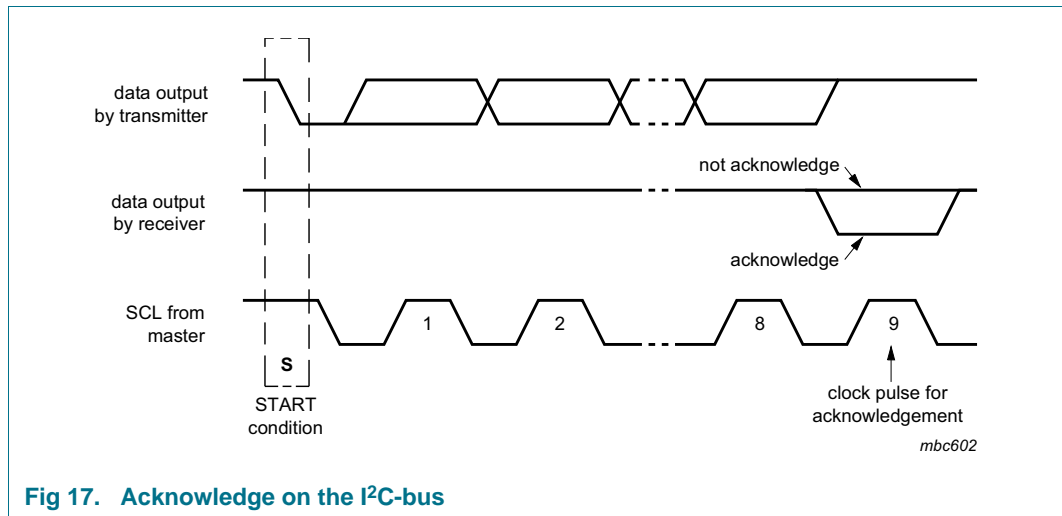 data output
by transmitter
not acknowledge
data output
by receiver
acknowledge
SCL from
master
1
2
8
9
S
START
condition
clock pulse for
acknowledgement
mbc602
Fig 17. Acknowledge on the I²C-bus